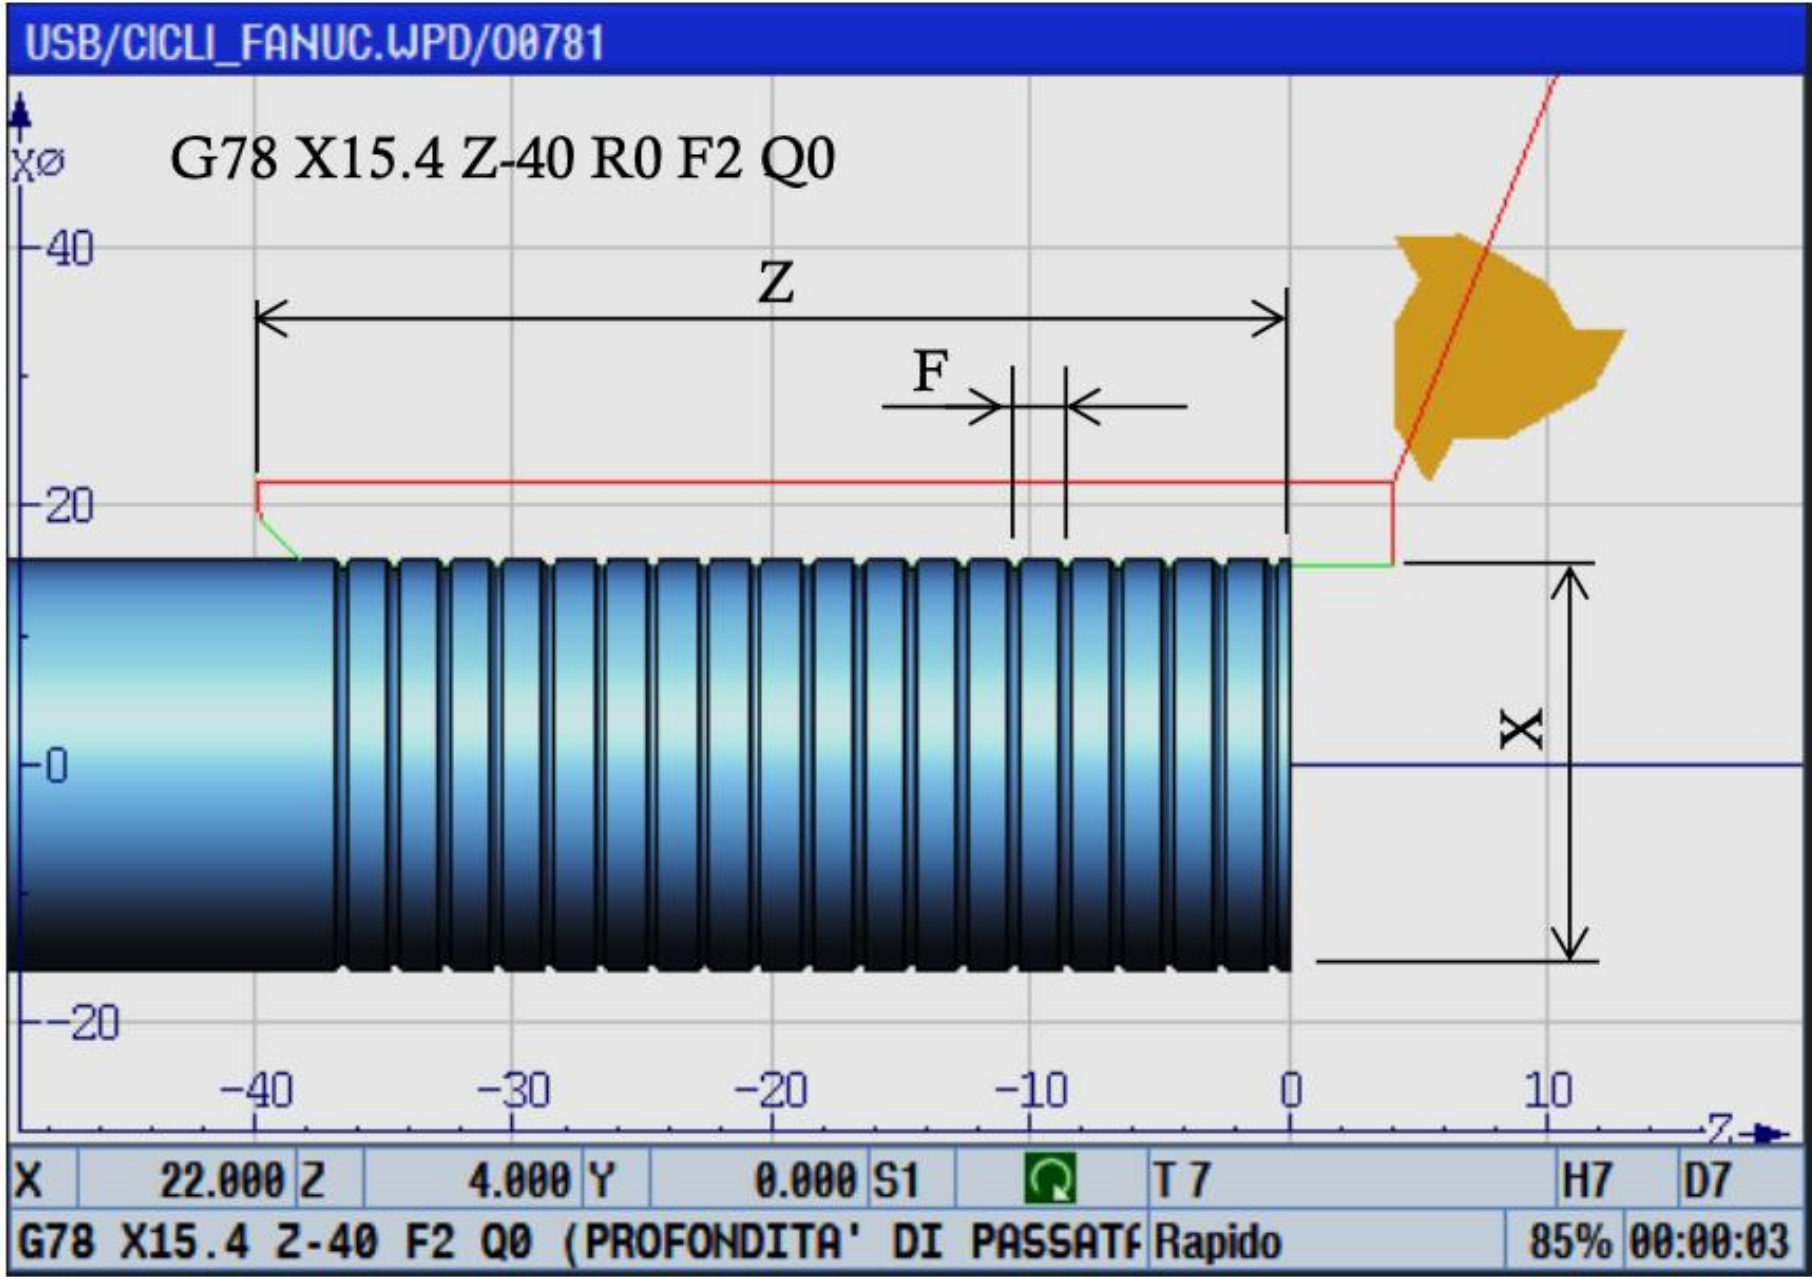 USB/CICLI_FANUC.WPD/O0781
XØ
G78 X15.4 Z-40 R0 F2 Q0
40
Z
F
20
0
X
-20
-40 -30 -20 -10 0 10
Z
X 22.000 Z 4.000 Y 0.000 S1 T 7 H7 D7
G78 X15.4 Z-40 F2 Q0 (PROFONDITA' DI PASSATA Rapido 85% 00:00:03